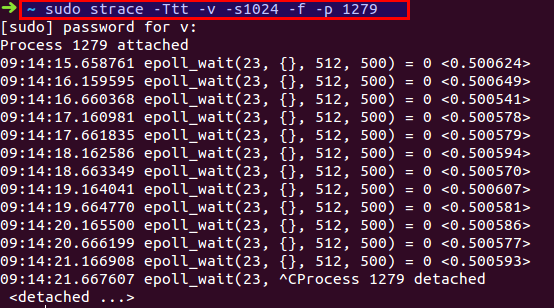 ➜ ~ sudo strace -Ttt -v -s1024 -f -p 1279
[sudo] password for v:
Process 1279 attached
09:14:15.658761 epoll_wait(23, {}, 512, 500) = 0 <0.500624>
09:14:16.159595 epoll_wait(23, {}, 512, 500) = 0 <0.500649>
09:14:16.660368 epoll_wait(23, {}, 512, 500) = 0 <0.500541>
09:14:17.160981 epoll_wait(23, {}, 512, 500) = 0 <0.500578>
09:14:17.661835 epoll_wait(23, {}, 512, 500) = 0 <0.500579>
09:14:18.162586 epoll_wait(23, {}, 512, 500) = 0 <0.500594>
09:14:18.663349 epoll_wait(23, {}, 512, 500) = 0 <0.500570>
09:14:19.164041 epoll_wait(23, {}, 512, 500) = 0 <0.500607>
09:14:19.664770 epoll_wait(23, {}, 512, 500) = 0 <0.500581>
09:14:20.165500 epoll_wait(23, {}, 512, 500) = 0 <0.500586>
09:14:20.666199 epoll_wait(23, {}, 512, 500) = 0 <0.500577>
09:14:21.166908 epoll_wait(23, {}, 512, 500) = 0 <0.500593>
09:14:21.667607 epoll_wait(23, ^CProcess 1279 detached
 <detached ...>